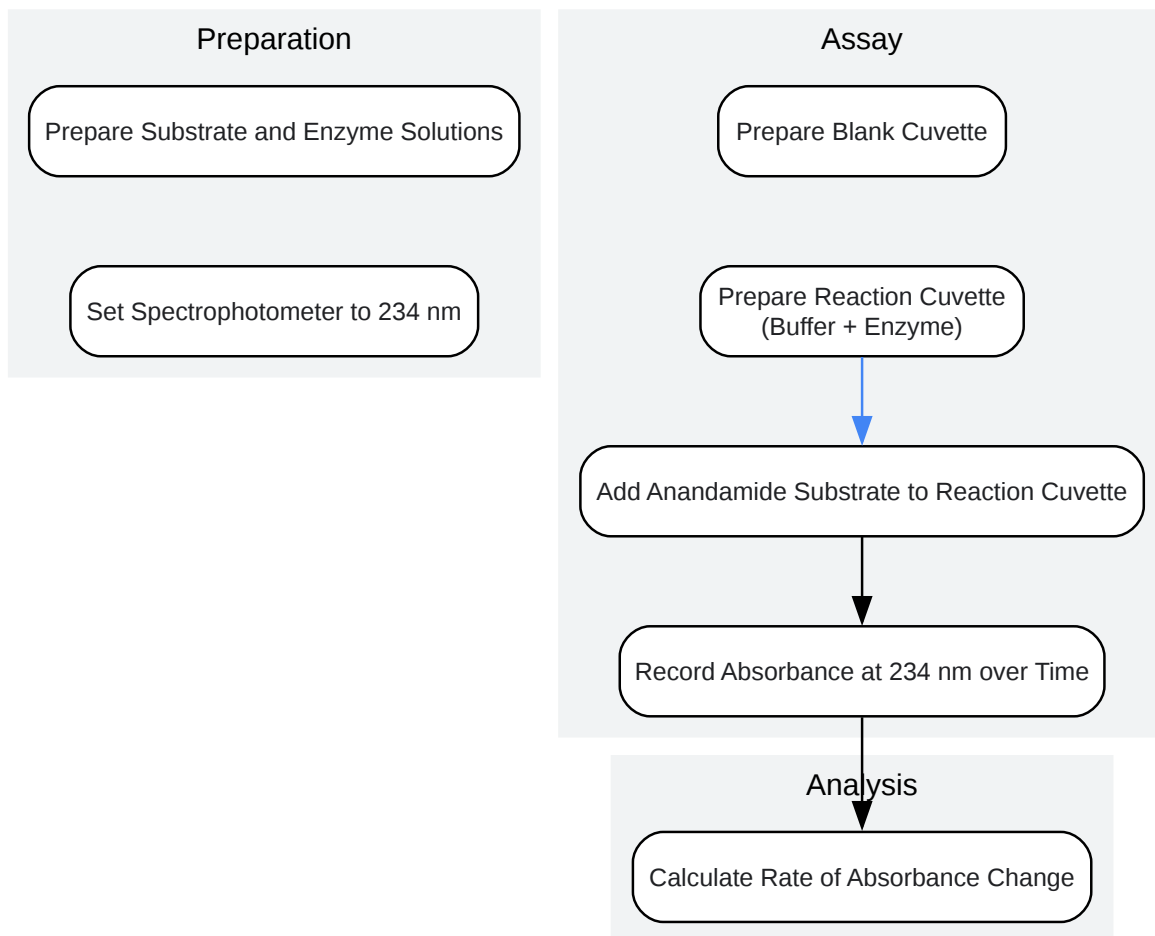 Preparation
Prepare Substrate and Enzyme Solutions
Set Spectrophotometer to 234 nm
Assay
Prepare Blank Cuvette
Prepare Reaction Cuvette
(Buffer + Enzyme)
Add Anandamide Substrate to Reaction Cuvette
Record Absorbance at 234 nm over Time
Analysis
Calculate Rate of Absorbance Change